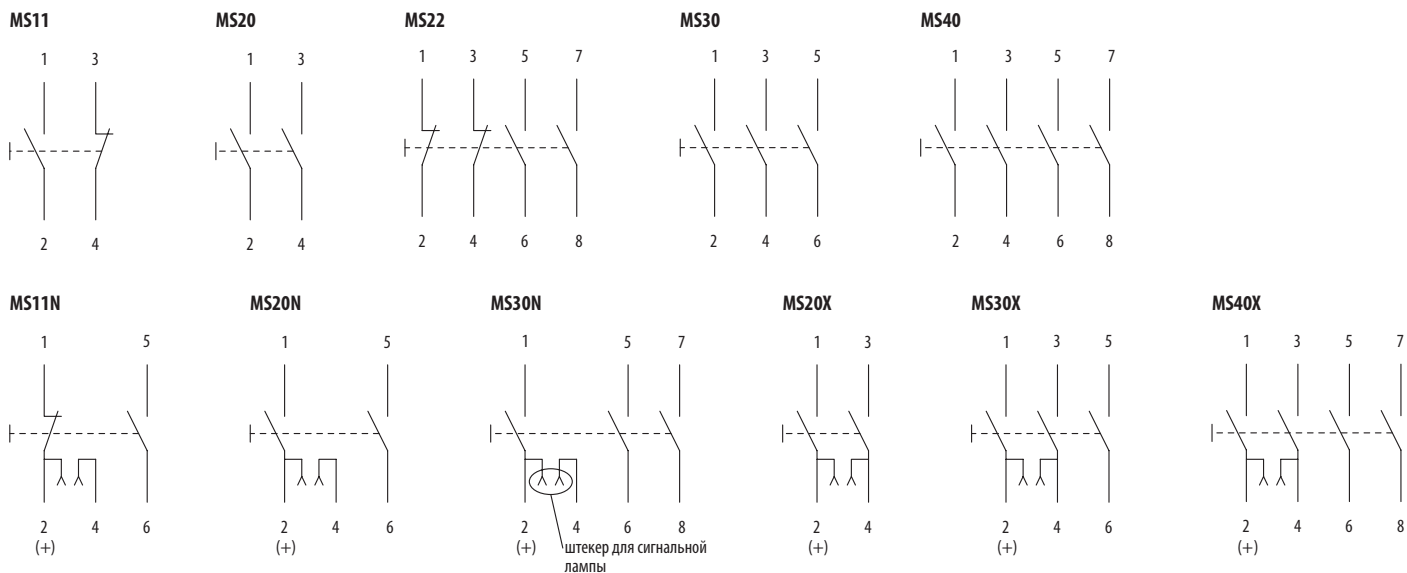 MS11 MS20 MS22 MS30 MS40
1 3 1 3 1 3 5 7 1 3 5 1 3 5 7
2 4 2 4 2 4 6 8 2 4 6 2 4 6 8
MS11N MS20N MS30N MS20X MS30X MS40X
1 5 1 5 1 5 7 1 3 1 3 5 1 3 5 7
2 4 6 2 4 6 2 4 6 8 2 4 2 4 6 2 4 6 8
(+) (+) (+) штекер для сигнальной (+) (+) (+)
лампы